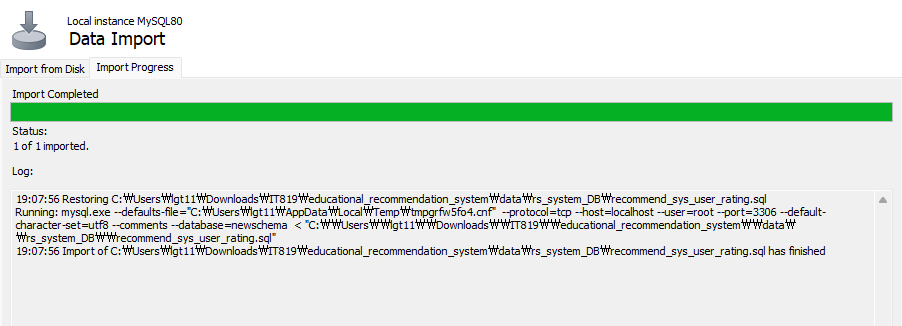 Local instance MySQL80
Data Import
Import from Disk
Import Progress
Import Completed
Status:
1 of 1 imported.
Log:
19:07:56 Restoring C:₩Users₩lgt11₩Downloads₩IT819₩educational_recommendation_system₩data₩rs_system_DB₩recommend_sys_user_rating.sql
Running: mysql.exe --defaults-file="C:₩Users₩lgt11₩AppData₩Local₩Temp₩tmpgrfw5fo4.cnf"  --protocol=tcp --host=localhost --user=root --port=3306 --default-
character-set=utf8 --comments --database=newschema  < "C:₩₩Users₩₩lgt11₩₩Downloads₩₩IT819₩₩educational_recommendation_system₩₩data₩
₩rs_system_DB₩₩recommend_sys_user_rating.sql"
19:07:56 Import of C:₩Users₩lgt11₩Downloads₩IT819₩educational_recommendation_system₩data₩rs_system_DB₩recommend_sys_user_rating.sql has finished